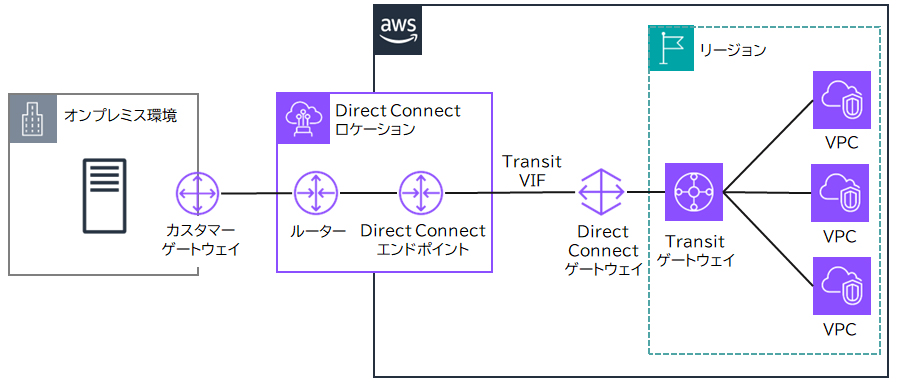 aws
リージョン
オンプレミス環境
Direct Connect
ロケーション
VPC
Transit
VIF
カスタマー
ゲートウェイ
ルーター
Direct Connect
エンドポイント
Direct
Connect
ゲートウェイ
Transit
ゲートウェイ
VPC
VPC